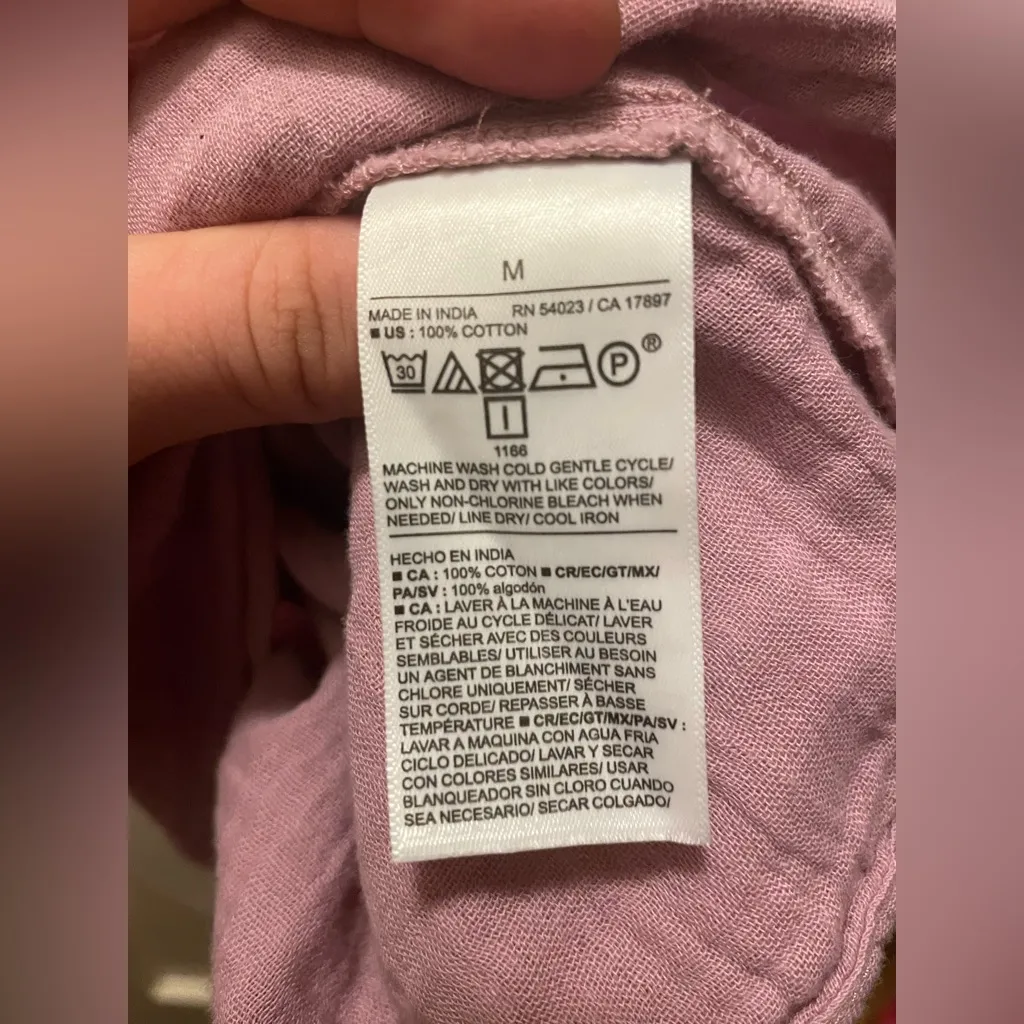 M
MADE IN INDIA RN 54023 / CA 17897
■ US : 100% COTTON
30 P ®
I
1166
MACHINE WASH COLD GENTLE CYCLE/
WASH AND DRY WITH LIKE COLORS/
ONLY NON-CHLORINE BLEACH WHEN
NEEDED/ LINE DRY/ COOL IRON
HECHO EN INDIA
■ CA : 100% COTON ■ CR/EC/GT/MX/
PA/SV : 100% algodón
■ CA : LAVER À LA MACHINE À L'EAU
FROIDE AU CYCLE DÉLICAT/ LAVER
ET SÉCHER AVEC DES COULEURS
SEMBLABLES/ UTILISER AU BESOIN
UN AGENT DE BLANCHIMENT SANS
CHLORE UNIQUEMENT/ SÉCHER
SUR CORDE/ REPASSER À BASSE
TEMPÉRATURE ■ CR/EC/GT/MX/PA/SV :
LAVAR A MAQUINA CON AGUA FRIA
CICLO DELICADO/ LAVAR Y SECAR
CON COLORES SIMILARES/ USAR
BLANQUEADOR SIN CLORO CUANDO
SEA NECESARIO/ SECAR COLGADO/